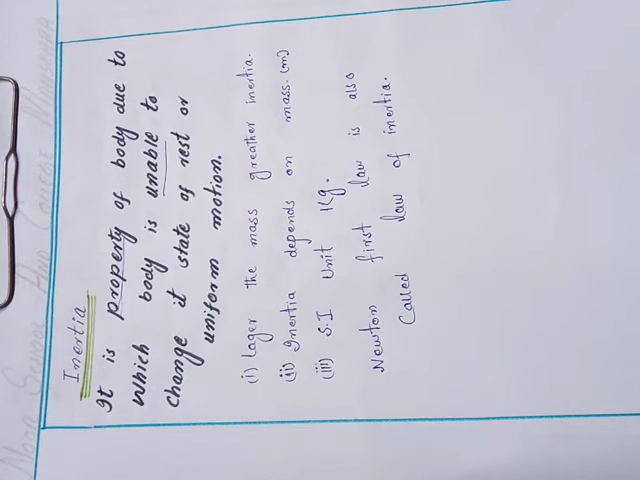 Inertia
It is property of body due to
which body is unable to
change it state of rest or
uniform motion.
(i) Lager the mass greather inertia.
(ii) Inertia depends on mass. (m)
(iii) S.I Unit Kg.
Newton first law is also
Called law of inertia.